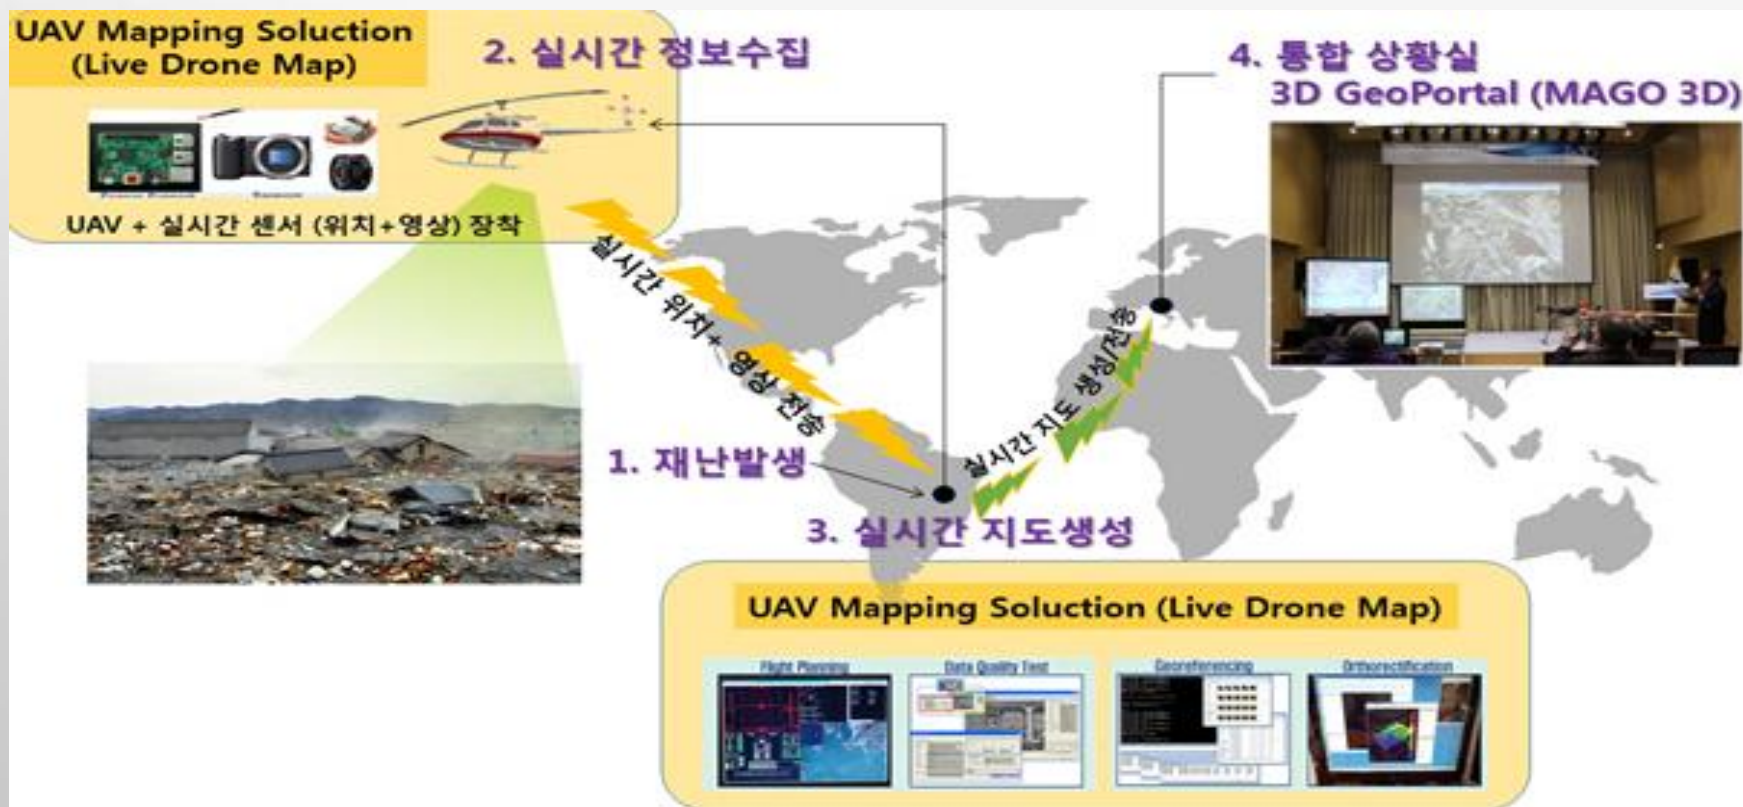 UAV Mapping Soluction
(Live Drone Map)
UAV + 실시간 센서 (위치+영상) 장착
2. 실시간 정보수집
4. 통합 상황실
3D GeoPortal (MAGO 3D)
실시간 위치+ 영상 전송
1. 재난발생
실시간 지도 생성/전송
3. 실시간 지도생성
UAV Mapping Soluction (Live Drone Map)
Flight Planning
Data Quality Test
Georeferencing
Orthorectification